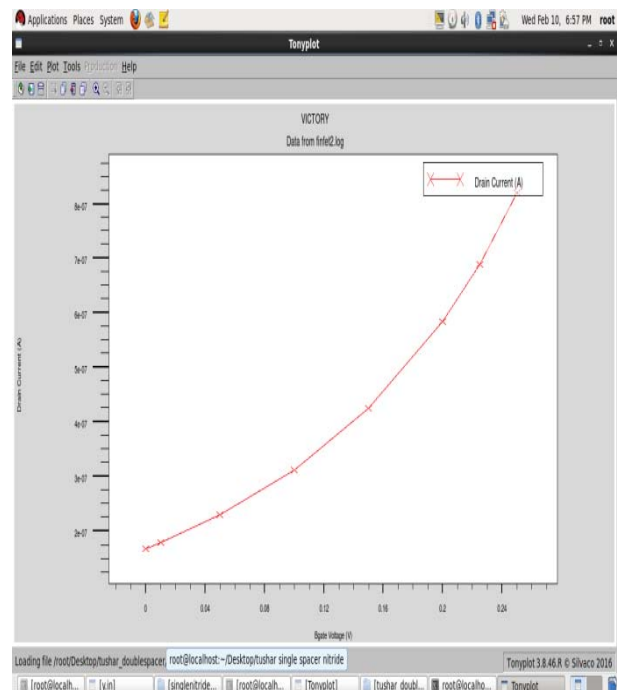 Applications Places System Wed Feb 10, 6:57 PM root
Tonyplot
File Edit Plot Tools Production Help
VICTORY
Data from finfet2.log
Drain Current (A)
8e-07
7e-07
6e-07
5e-07
4e-07
3e-07
2e-07
Drain Current (A)
0 0.04 0.08 0.12 0.16 0.2 0.24
Bgate Voltage (V)
Loading file /root/Desktop/tushar_doublespacer, root@localhost:~/Desktop/tushar single spacer nitride Tonyplot 3.8.46.R © Silvaco 2016
[root@localh... [v.in] [singlenitride... [root@localh... [Tonyplot] [tushar doubl... root@localho... Tonyplot